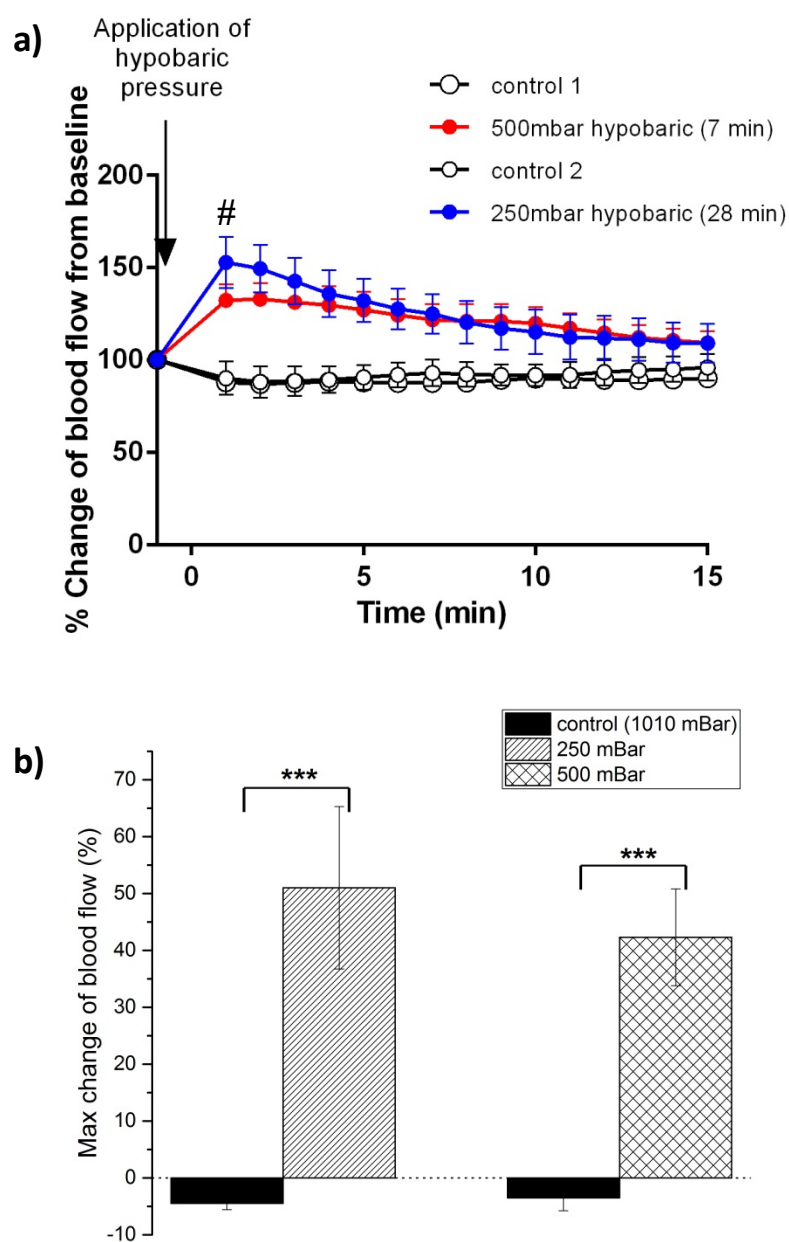 a)
Application of
hypobaric
pressure
control 1
500mbar hypobaric (7 min)
control 2
250mbar hypobaric (28 min)
% Change of blood flow from baseline
200
150
100
50
0
#
0
5
10
15
Time (min)
b)
control (1010 mBar)
250 mBar
500 mBar
Max change of blood flow (%)
70
60
50
40
30
20
10
0
-10
***
***